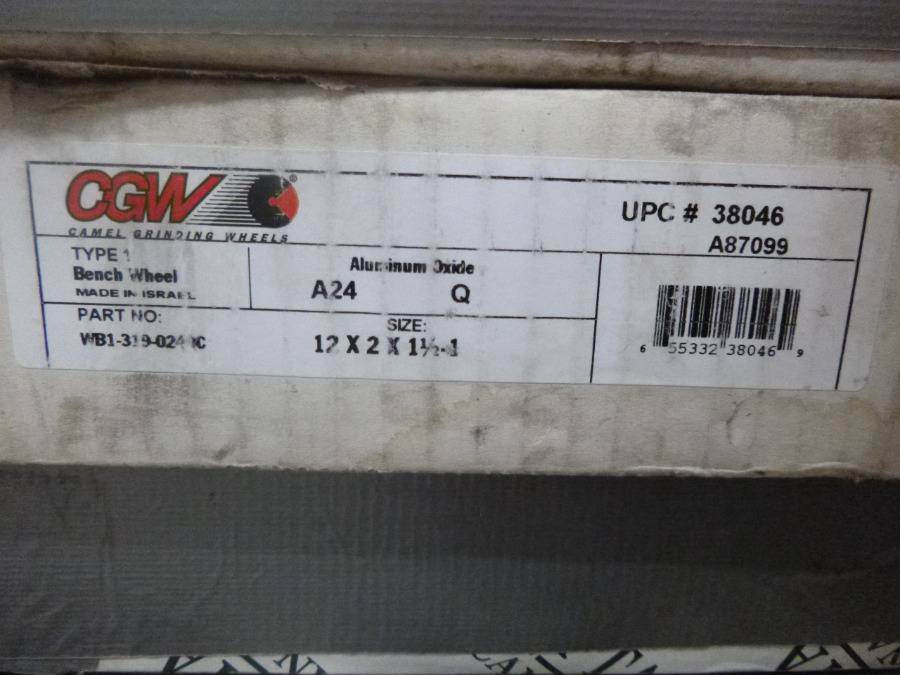 CGW®
CAMEL GRINDING WHEELS
UPC # 38046
A87099
TYPE 1
Bench Wheel
MADE IN ISRAEL
Aluminum Oxide
A24 Q
PART NO:
SIZE:
12 X 2 X 1½-1
6 55332 38046 9